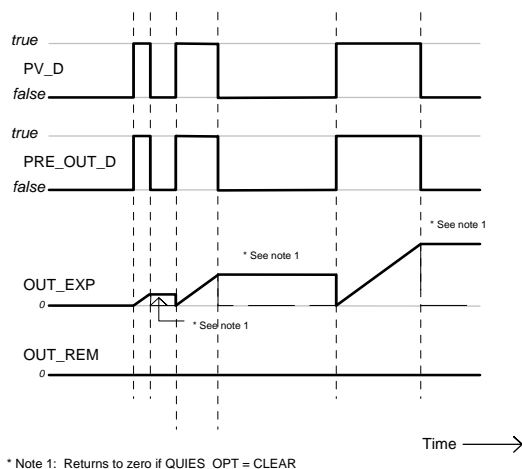 true
PV_D
false
true
PRE_OUT_D
false
* See note 1
* See note 1
OUT_EXP
0
* See note 1
OUT_REM
0
Time
* Note 1: Returns to zero if QUIES_OPT = CLEAR